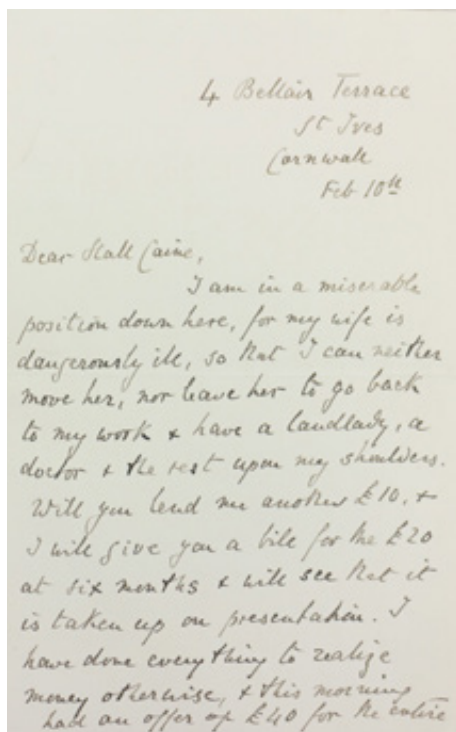 4 Bellair Terrace
St Ives
Cornwall
Feb 10th
Dear Hall Caine,
I am in a miserable
position down here, for my wife is
dangerously ill, so that I can neither
move her, nor leave her to go back
to my work & have a landlady, a
doctor & the rest upon my shoulders.
Will you lend me another £10, &
I will give you a bill for the £20
at six months & will see that it
is taken up on presentation. I
have done everything to realize
money otherwise, & this morning
had an offer of £40 for the entire